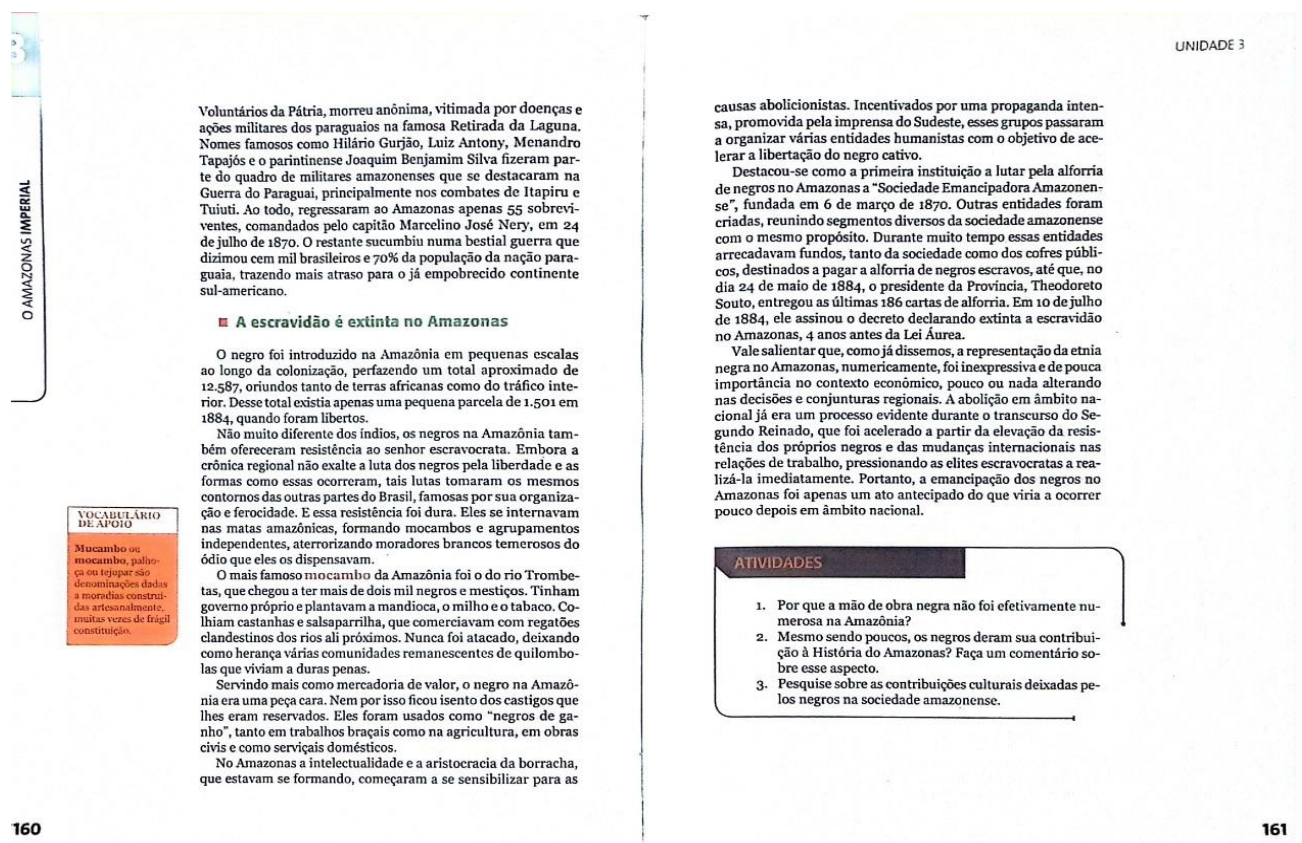 3
O AMAZONAS IMPERIAL
Voluntários da Pátria, morreu anônima, vitimada por doenças e
ações militares dos paraguaios na famosa Retirada da Laguna.
Nomes famosos como Hilário Gurjão, Luiz Antony, Menandro
Tapajós e o parintinense Joaquim Benjamim Silva fizeram par-
te do quadro de militares amazonenses que se destacaram na
Guerra do Paraguai, principalmente nos combates de Itapiru e
Tuiuti. Ao todo, regressaram ao Amazonas apenas 55 sobrevi-
ventes, comandados pelo capitão Marcelino José Nery, em 24
de julho de 1870. O restante sucumbiu numa bestial guerra que
dizimou cem mil brasileiros e 70% da população da nação para-
guaia, trazendo mais atraso para o já empobrecido continente
sul-americano.
A escravidão é extinta no Amazonas
O negro foi introduzido na Amazônia em pequenas escalas
ao longo da colonização, perfazendo um total aproximado de
12.587, oriundos tanto de terras africanas como do tráfico inte-
rior. Desse total existia apenas uma pequena parcela de 1.501 em
1884, quando foram libertos.
Não muito diferente dos índios, os negros na Amazônia tam-
bém ofereceram resistência ao senhor escravocrata. Embora a
crônica regional não exalte a luta dos negros pela liberdade e as
formas como essas ocorreram, tais lutas tomaram os mesmos
contornos das outras partes do Brasil, famosas por sua organiza-
ção e ferocidade. E essa resistência foi dura. Eles se internavam
nas matas amazônicas, formando mocambos e agrupamentos
independentes, aterrorizando moradores brancos temerosos do
ódio que eles os dispensavam.
O mais famoso mocambo da Amazônia foi o do rio Trombe-
tas, que chegou a ter mais de dois mil negros e mestiços. Tinham
governo próprio e plantavam a mandioca, o milho e o tabaco. Co-
lhiam castanhas e salsaparrilha, que comerciavam com regatões
clandestinos dos rios ali próximos. Nunca foi atacado, deixando
como herança várias comunidades remanescentes de quilombo-
las que viviam a duras penas.
Servindo mais como mercadoria de valor, o negro na Amazô-
nia era uma peça cara. Nem por isso ficou isento dos castigos que
lhes eram reservados. Eles foram usados como "negros de ga-
nho", tanto em trabalhos braçais como na agricultura, em obras
civis e como serviçais domésticos.
No Amazonas a intelectualidade e a aristocracia da borracha,
que estavam se formando, começaram a se sensibilizar para as
VOCABULÁRIO
DE APOIO
Mucambo ou
mocambo, palho-
ça ou tejupar são
denominações dadas
a moradias construí-
das artesanalmente,
muitas vezes de frágil
constituição.
160
UNIDADE 3
causas abolicionistas. Incentivados por uma propaganda inten-
sa, promovida pela imprensa do Sudeste, esses grupos passaram
a organizar várias entidades humanistas com o objetivo de ace-
lerar a libertação do negro cativo.
Destacou-se como a primeira instituição a lutar pela alforria
de negros no Amazonas a "Sociedade Emancipadora Amazonen-
se", fundada em 6 de março de 1870. Outras entidades foram
criadas, reunindo segmentos diversos da sociedade amazonense
com o mesmo propósito. Durante muito tempo essas entidades
arrecadavam fundos, tanto da sociedade como dos cofres públi-
cos, destinados a pagar a alforria de negros escravos, até que, no
dia 24 de maio de 1884, o presidente da Província, Theodoreto
Souto, entregou as últimas 186 cartas de alforria. Em 10 de julho
de 1884, ele assinou o decreto declarando extinta a escravidão
no Amazonas, 4 anos antes da Lei Áurea.
Vale salientar que, como já dissemos, a representação da etnia
negra no Amazonas, numericamente, foi inexpressiva e de pouca
importância no contexto econômico, pouco ou nada alterando
nas decisões e conjunturas regionais. A abolição em âmbito na-
cional já era um processo evidente durante o transcurso do Se-
gundo Reinado, que foi acelerado a partir da elevação da resis-
tência dos próprios negros e das mudanças internacionais nas
relações de trabalho, pressionando as elites escravocratas a rea-
lizá-la imediatamente. Portanto, a emancipação dos negros no
Amazonas foi apenas um ato antecipado do que viria a ocorrer
pouco depois em âmbito nacional.
ATIVIDADES
1. Por que a mão de obra negra não foi efetivamente nu-
merosa na Amazônia?
2. Mesmo sendo poucos, os negros deram sua contribui-
ção à História do Amazonas? Faça um comentário so-
bre esse aspecto.
3. Pesquise sobre as contribuições culturais deixadas pe-
los negros na sociedade amazonense.
161